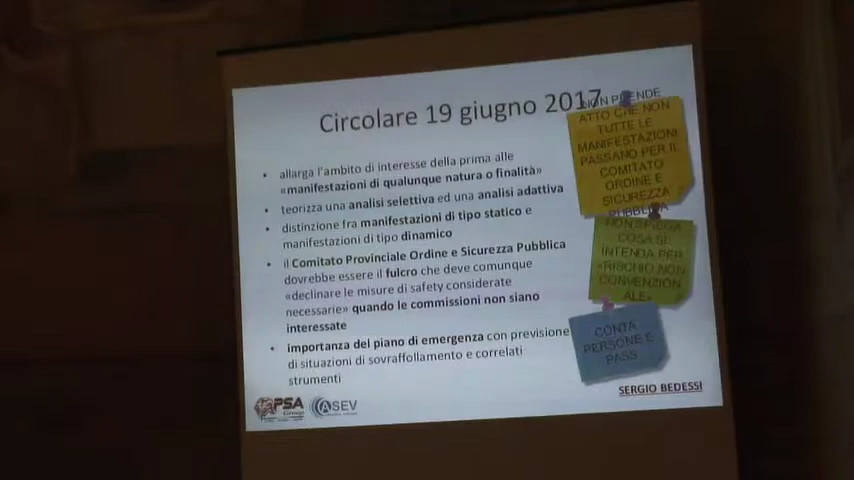 Circolare 19 giugno 2017
• allarga l'ambito di interesse della prima alle
«manifestazioni di qualunque natura o finalità»
• teorizza una analisi selettiva ed una analisi adattiva
• distinzione fra manifestazioni di tipo statico e
manifestazioni di tipo dinamico
• il Comitato Provinciale Ordine e Sicurezza Pubblica
dovrebbe essere il fulcro che deve comunque
«declinare le misure di safety considerate
necessarie» quando le commissioni non siano
interessate
• importanza del piano di emergenza con previsione
di situazioni di sovraffollamento e correlati
strumenti
NON PRENDE
ATTO CHE NON
TUTTE LE
MANIFESTAZIONI
PASSANO PER IL
COMITATO
ORDINE E
SICUREZZA
PUBBLICA
NON SPIEGA
COSA SI
INTENDA PER
«RISCHIO NON
CONVENZION
ALE»
CONTA
PERSONE E
PASS
PSA
Group
ASEV
SERGIO BEDESSI